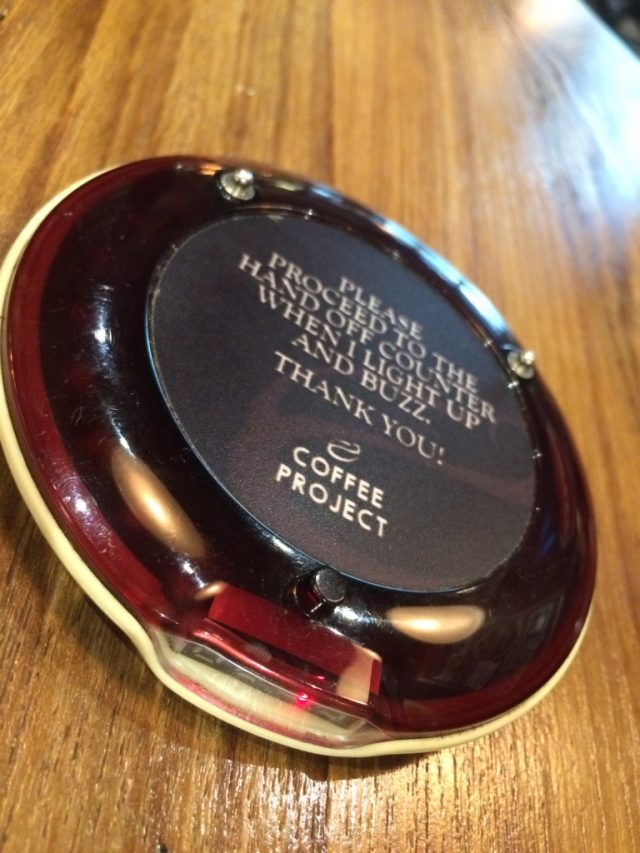 PLEASE
PROCEED TO THE
HAND OFF COUNTER
WHEN I LIGHT UP
AND BUZZ.
THANK YOU!
COFFEE
PROJECT